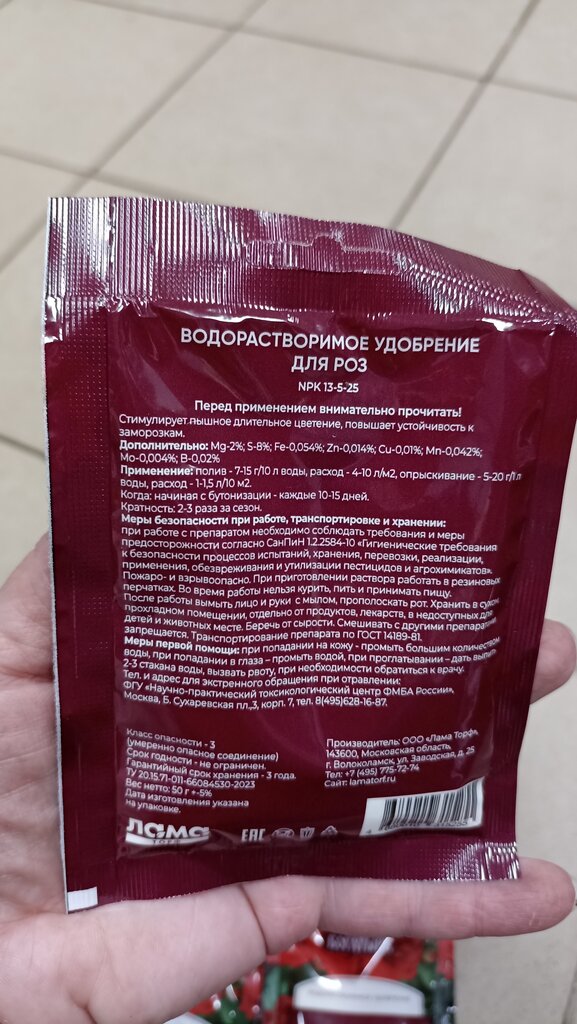 ВОДОРАСТВОРИМОЕ УДОБРЕНИЕ
ДЛЯ РОЗ
NPK 13-5-25
Перед применением внимательно прочитать!
Стимулирует пышное длительное цветение, повышает устойчивость к
заморозкам.
Дополнительно: Mg-2%; S-8%; Fe-0,054%; Zn-0,014%; Cu-0,01%; Mn-0,042%;
Mo-0,004%; B-0,02%
Применение: полив - 7-15 г/10 л воды, расход - 4-10 л/м2, опрыскивание - 5-20 г/1 л
воды, расход - 1-1,5 л/10 м2.
Когда: начиная с бутонизации - каждые 10-15 дней.
Кратность: 2-3 раза за сезон.
Меры безопасности при работе, транспортировке и хранении:
при работе с препаратом необходимо соблюдать требования и меры
предосторожности согласно СанПиН 1.2.2584-10 «Гигиенические требования
к безопасности процессов испытаний, хранения, перевозки, реализации,
применения, обезвреживания и утилизации пестицидов и агрохимикатов».
Пожаро- и взрывоопасно. При приготовлении раствора работать в резиновых
перчатках. Во время работы нельзя курить, пить и принимать пищу.
После работы вымыть лицо и руки с мылом, прополоскать рот. Хранить в сухом,
прохладном помещении, отдельно от продуктов, лекарств, в недоступных для
детей и животных месте. Беречь от сырости. Смешивать с другими препаратами
запрещается. Транспортирование препарата по ГОСТ 14189-81.
Меры первой помощи: при попадании на кожу - промыть большим количеством
воды, при попадании в глаза – промыть водой, при проглатывании – дать выпить
2-3 стакана воды, вызвать рвоту, при необходимости обратиться к врачу.
Тел. и адрес для экстренного обращения при отравлении:
ФГУ «Научно-практический токсикологический центр ФМБА России»,
Москва, Б. Сухаревская пл.,3, корп. 7, тел. 8(495)628-16-87.
Класс опасности - 3
(умеренно опасное соединение)
Срок годности - не ограничен.
Гарантийный срок хранения - 3 года.
ТУ 20.15.71-011-66084530-2023
Вес нетто: 50 г +-5%
Дата изготовления указана
на упаковке.
Производитель: ООО «Лама Торф»,
143600, Московская область,
г. Волоколамск, ул. Заводская, д. 25
Тел: +7 (495) 775-72-74
Сайт: lamatorf.ru
лама
ТОРФ
EAC